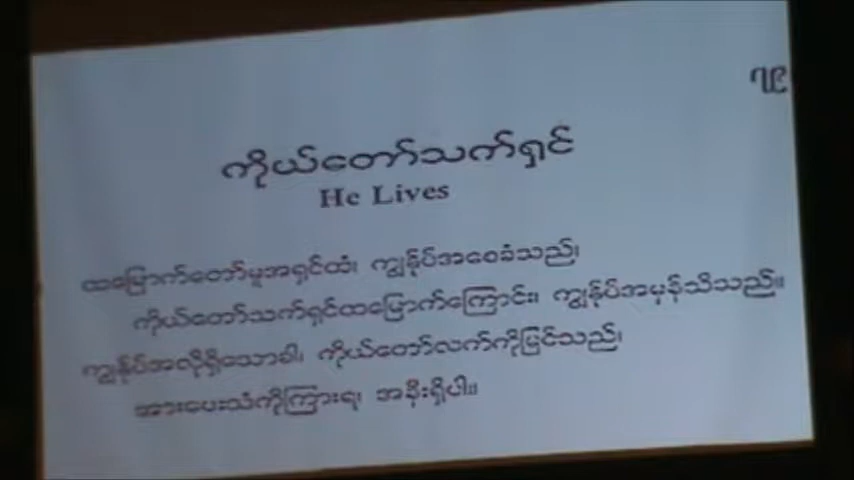 ၇၉
ကိုယ်တော်သက်ရှင်
He Lives
ထမြောက်တော်မူအရှင်ထံ၊ ကျွန်ုပ်အဝေခံသည်၊
ကိုယ်တော်သက်ရှင်ထမြောက်ကြောင်း၊ ကျွန်ုပ်အမှန်သိသည်။
ကျွန်ုပ်အလိုရှိသောခါ၊ ကိုယ်တော်လက်ကိုမြင်သည်၊
အားပေးသံကိုကြားရ၊ အနီးရှိပါ။